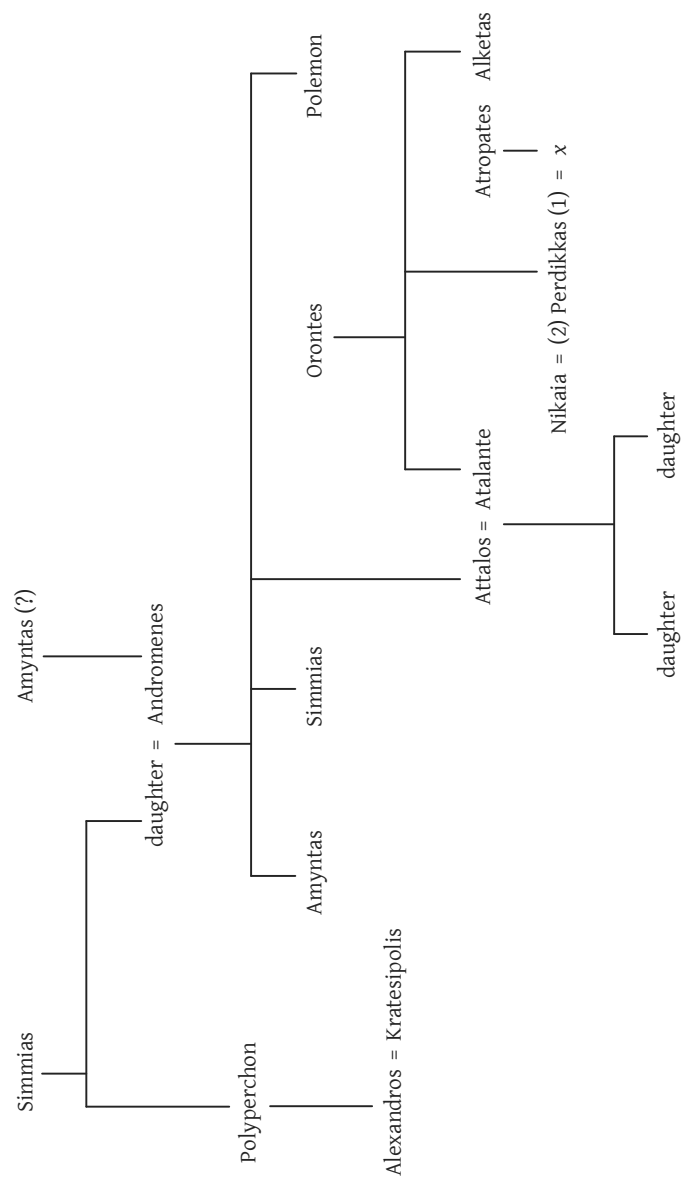 Simmias
Amyntas (?)
daughter = Andromenes
Polyperchon
Amyntas
Simmias
Orontes
Polemon
Alexandros = Kratesipolis
Attalos = Atalante
Atropates
Alketas
Nikaia = (2) Perdikkas (1) = x
daughter
daughter